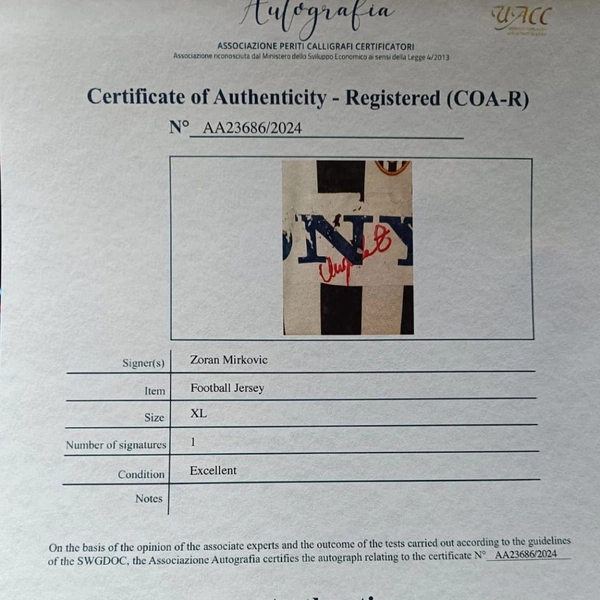 Autografia
UACC
ASSOCIAZIONE PERITI CALLIGRAFI CERTIFICATORI
Associazione riconosciuta dal Ministero dello Sviluppo Economico ai sensi della Legge 4/2013
Certificate of Authenticity - Registered (COA-R)
N° AA23686/2024
NY
Signer(s) Zoran Mirkovic
Item Football Jersey
Size XL
Number of signatures 1
Condition Excellent
Notes
On the basis of the opinion of the associate experts and the outcome of the tests carried out according to the guidelines
of the SWGDOC, the Associazione Autografia certifies the autograph relating to the certificate N° AA23686/2024